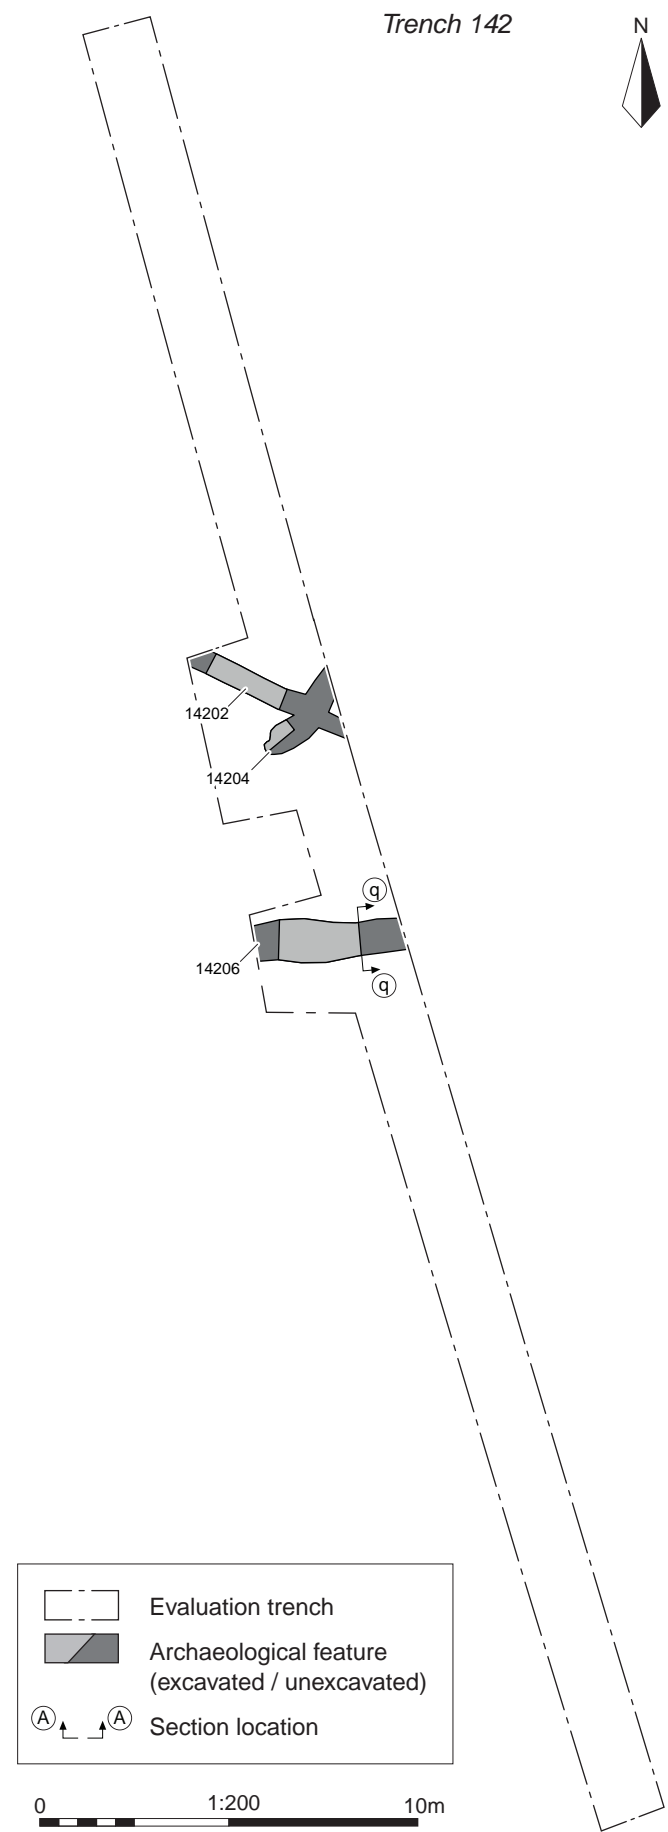 Trench 142
N
14202
14204
q
14206
q
Evaluation trench
Archaeological feature
(excavated / unexcavated)
A A Section location
0 1:200 10m